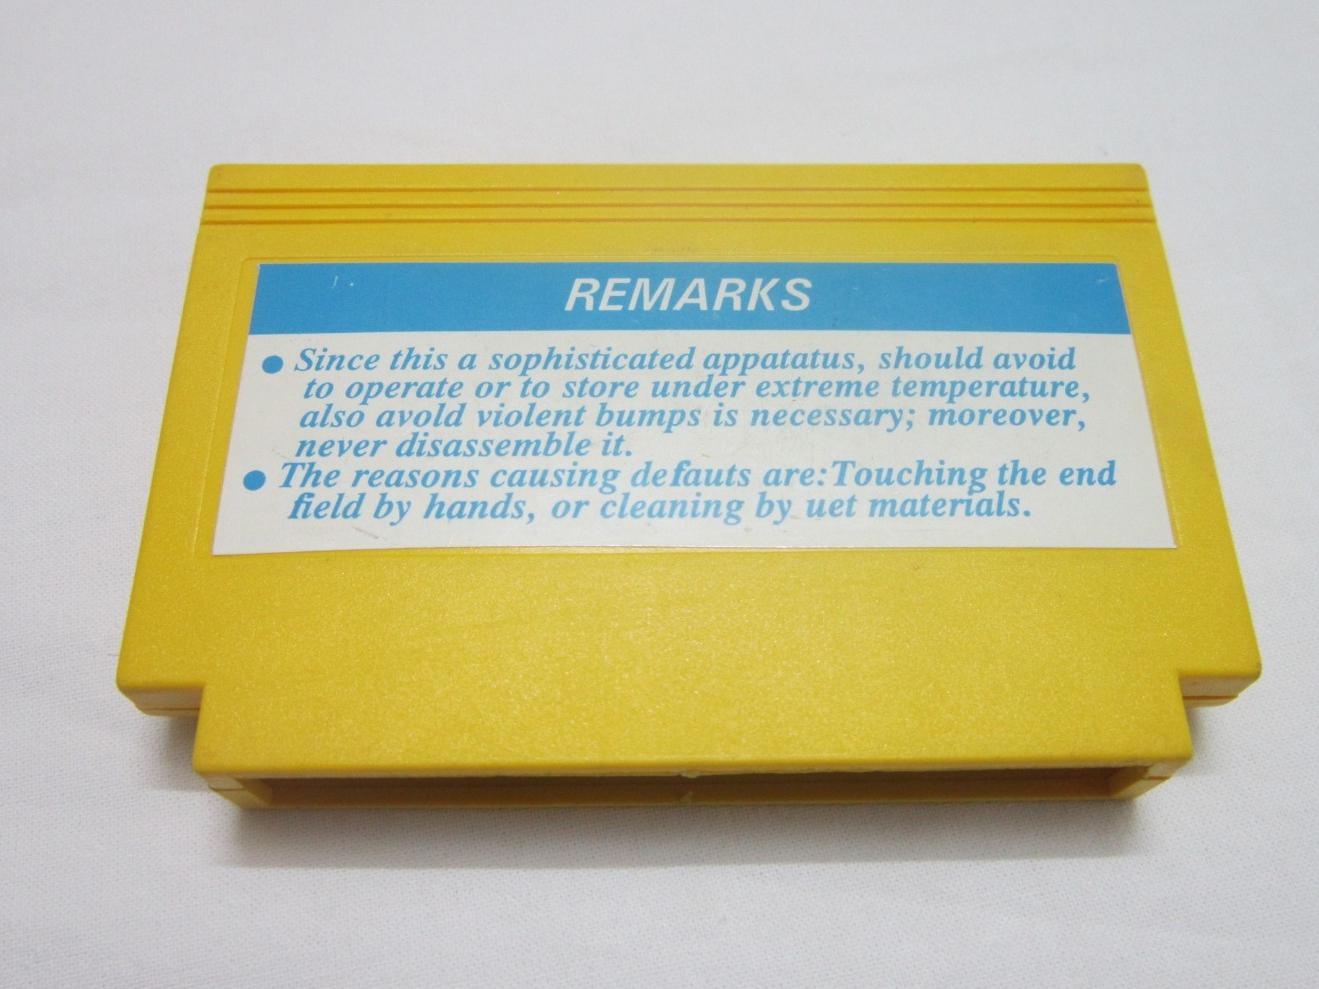 REMARKS
● Since this a sophisticated appatatus, should avoid
to operate or to store under extreme temperature,
also avold violent bumps is necessary; moreover,
never disassemble it.
● The reasons causing defauts are:Touching the end
field by hands, or cleaning by uet materials.